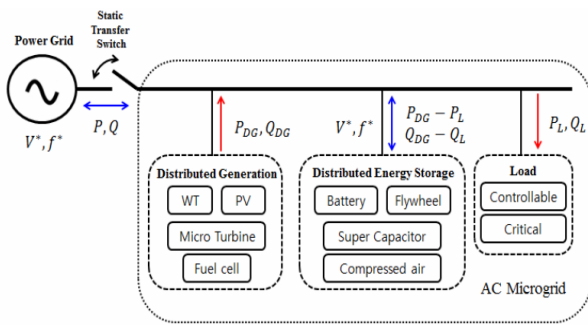 Static
Transfer
Switch
Power Grid
P, Q
V*, f*
P_DG, Q_DG
V*, f*
P_DG − P_L
Q_DG − Q_L
P_L, Q_L
Distributed Generation
WT
PV
Micro Turbine
Fuel cell
Distributed Energy Storage
Battery
Flywheel
Super Capacitor
Compressed air
Load
Controllable
Critical
AC Microgrid